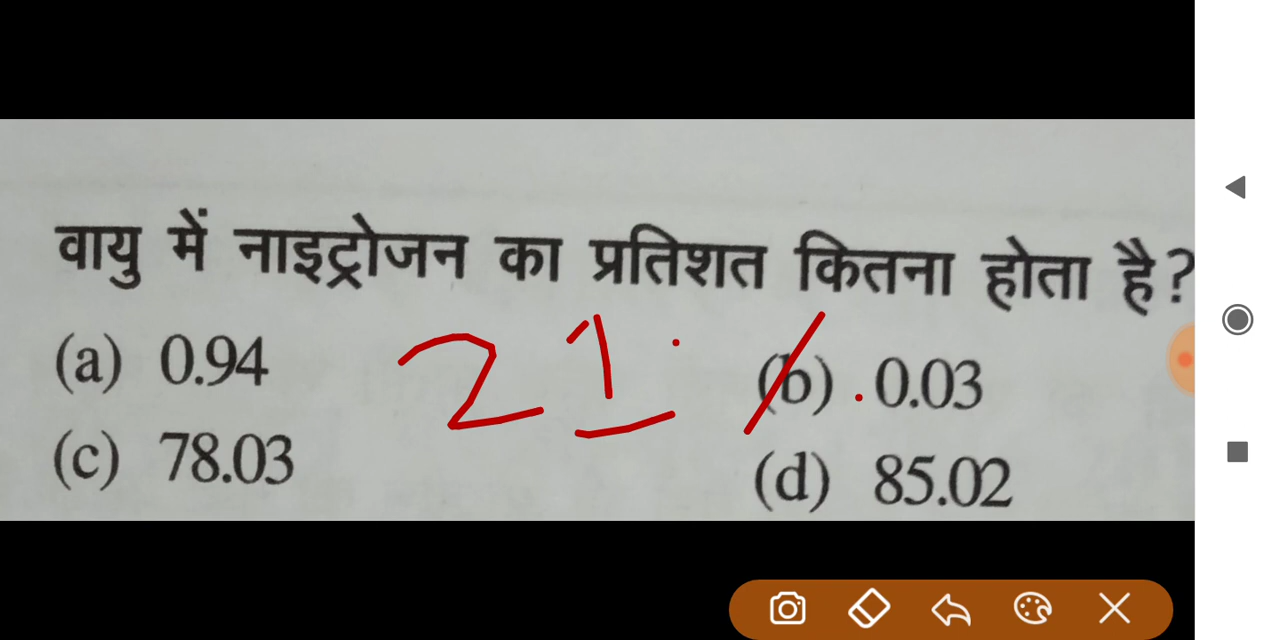 वायु में नाइट्रोजन का प्रतिशत कितना होता है?
(a) 0.94
21.
(b) 0.03
(c) 78.03
(d) 85.02